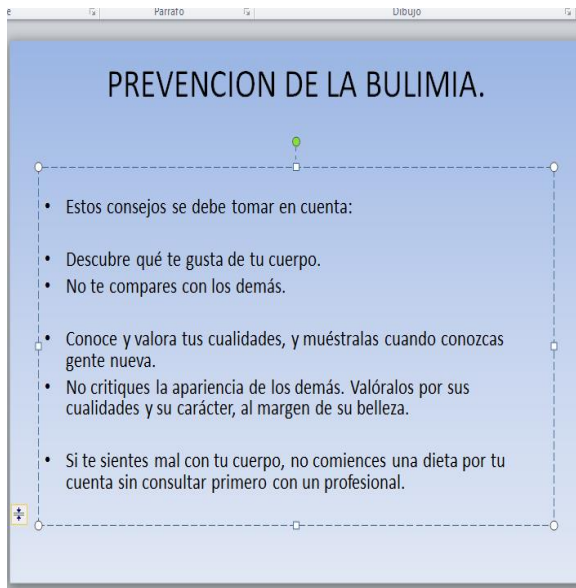 Párrafo Dibujo
PREVENCION DE LA BULIMIA.
• Estos consejos se debe tomar en cuenta:
• Descubre qué te gusta de tu cuerpo.
• No te compares con los demás.
• Conoce y valora tus cualidades, y muéstralas cuando conozcas
gente nueva.
• No critiques la apariencia de los demás. Valóralos por sus
cualidades y su carácter, al margen de su belleza.
• Si te sientes mal con tu cuerpo, no comiences una dieta por tu
cuenta sin consultar primero con un profesional.